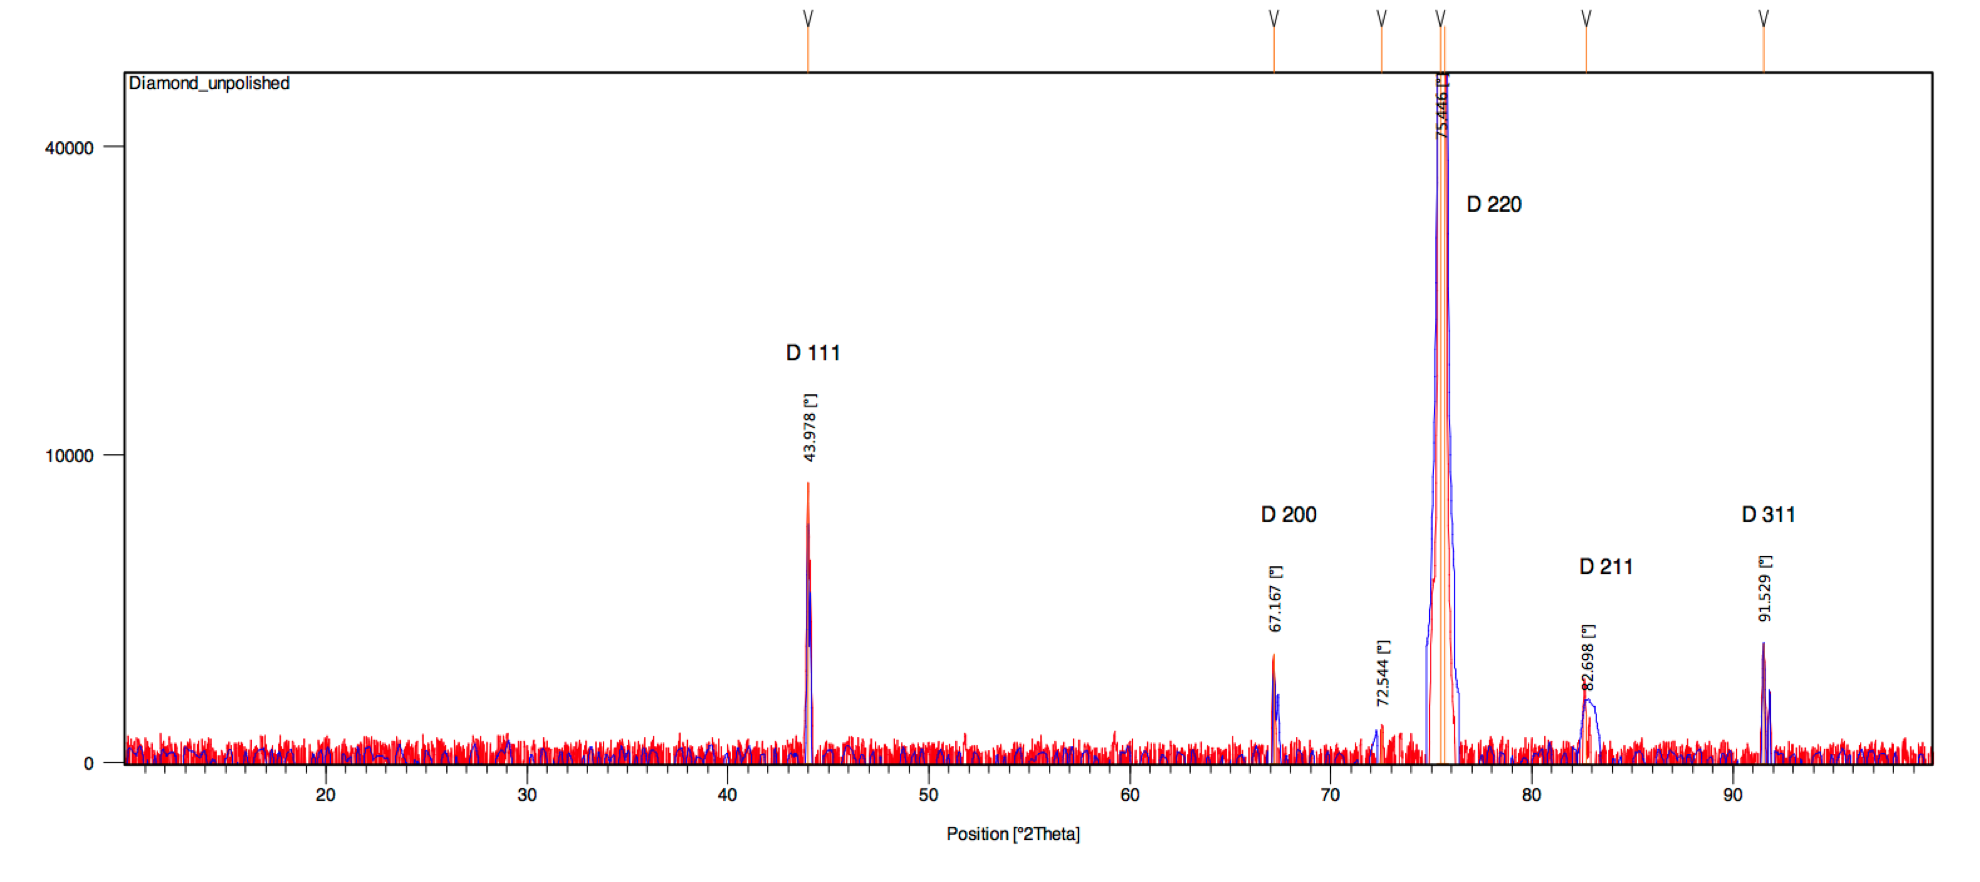 Diamond_unpolished
75.446 [°]
40000
D 220
D 111
43.978 [°]
10000
D 200
D 311
67.167 [°]
91.529 [°]
D 211
82.698 [°]
72.544 [°]
0
20 30 40 50 60 70 80 90
Position [°2Theta]